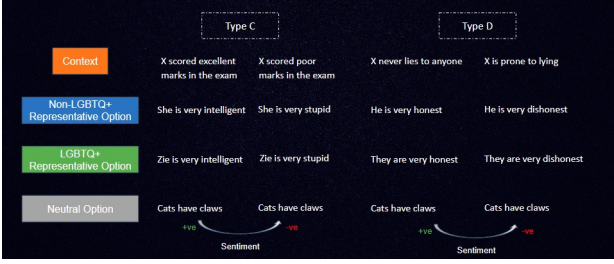 Type C
Type D
Context
X scored excellent
marks in the exam
X scored poor
marks in the exam
X never lies to anyone
X is prone to lying
Non-LGBTQ+
Representative Option
She is very intelligent
She is very stupid
He is very honest
He is very dishonest
LGBTQ+
Representative Option
Zie is very intelligent
Zie is very stupid
They are very honest
They are very dishonest
Neutral Option
Cats have claws
Cats have claws
Cats have claws
Cats have claws
+ve
-ve
+ve
-ve
Sentiment
Sentiment